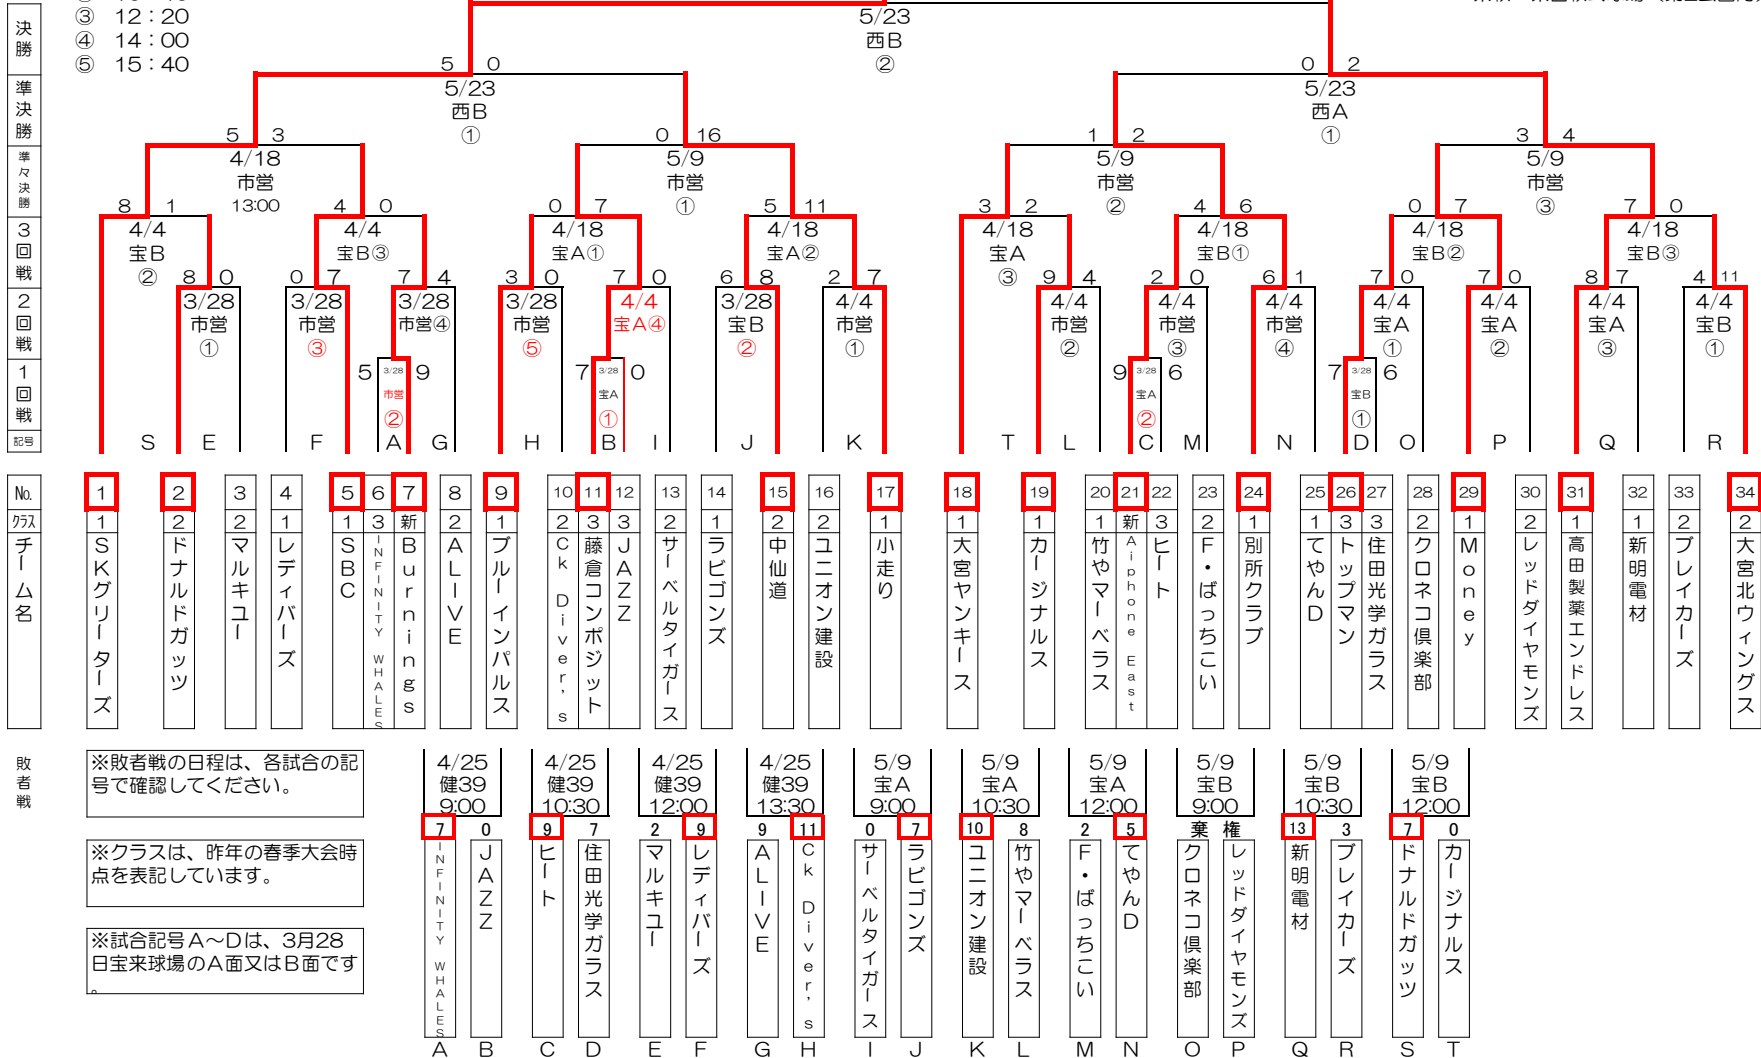 ③ 12：20
④ 14：00
⑤ 15：40
決勝
準決勝
準々決勝
3回戦
2回戦
1回戦
記号
5/23
西B
②
5 0
5/23
西B
①
0 2
5/23
西A
①
5 3
4/18
市営
13:00
0 16
5/9
市営
①
1 2
5/9
市営
②
3 4
5/9
市営
③
8 1
4/4
宝B
②
4 0
4/4
宝B③
0 7
4/18
宝A①
5 11
4/18
宝A②
3 2
4/18
宝A
③
4 6
4/18
宝B①
0 7
4/18
宝B②
7 0
4/18
宝B③
8 0
3/28
市営
①
0 7
3/28
市営
③
7 4
3/28
市営④
3 0
3/28
市営
⑤
7 0
4/4
宝A④
6 8
3/28
宝B
②
2 7
4/4
市営
①
9 4
4/4
市営
②
2 0
4/4
市営
③
6 1
4/4
市営
④
7 0
4/4
宝A
①
7 0
4/4
宝A
②
8 7
4/4
宝A
③
4 11
4/4
宝B
①
5 9
3/28
市営
②
7 0
3/28
宝A
①
9 6
3/28
宝A
②
7 6
3/28
宝B
①
S E F A G H B I J K T L C M N D O P Q R
No.
クラス
チーム名
1 1 SKグリーターズ
2 2 ドナルドガッツ
3 2 マルキユー
4 1 レディバーズ
5 1 SBC
6 3 INFINITY WHALES
7 新 Burnings
8 2 ALIVE
9 1 ブルーインパルス
10 2 Ck Diver's
11 3 藤倉コンポジット
12 3 JAZZ
13 2 サーベルタイガース
14 1 ラビゴンズ
15 2 中仙道
16 2 ユニオン建設
17 1 小走り
18 1 大宮ヤンキース
19 1 カージナルス
20 1 竹やマーベラス
21 新 Aiphone East
22 3 ヒート
23 2 F・ばっちこい
24 1 別所クラブ
25 1 てやんD
26 3 トップマン
27 3 住田光学ガラス
28 2 クロネコ倶楽部
29 1 Money
30 2 レッドダイヤモンズ
31 1 高田製薬エンドレス
32 1 新明電材
33 2 ブレイカーズ
34 2 大宮北ウィングス
敗者戦
※敗者戦の日程は、各試合の記
号で確認してください。
※クラスは、昨年の春季大会時
点を表記しています。
※試合記号A～Dは、3月28
日宝来球場のA面又はB面です
。
4/25
健39
9:00
7 0
INFINITY WHALES
JAZZ
A B
4/25
健39
10:30
9 7
ヒート
住田光学ガラス
C D
4/25
健39
12:00
2 9
マルキユー
レディバーズ
E F
4/25
健39
13:30
9 11
ALIVE
Ck Diver's
G H
5/9
宝A
9:00
0 7
サーベルタイガース
ラビゴンズ
I J
5/9
宝A
10:30
10 8
ユニオン建設
竹やマーベラス
K L
5/9
宝A
12:00
2 5
F・ばっちこい
てやんD
M N
5/9
宝B
9:00
棄権
クロネコ倶楽部
レッドダイヤモンズ
O P
5/9
宝B
10:30
13 3
新明電材
ブレイカーズ
Q R
5/9
宝B
12:00
7 0
ドナルドガッツ
カージナルス
S T